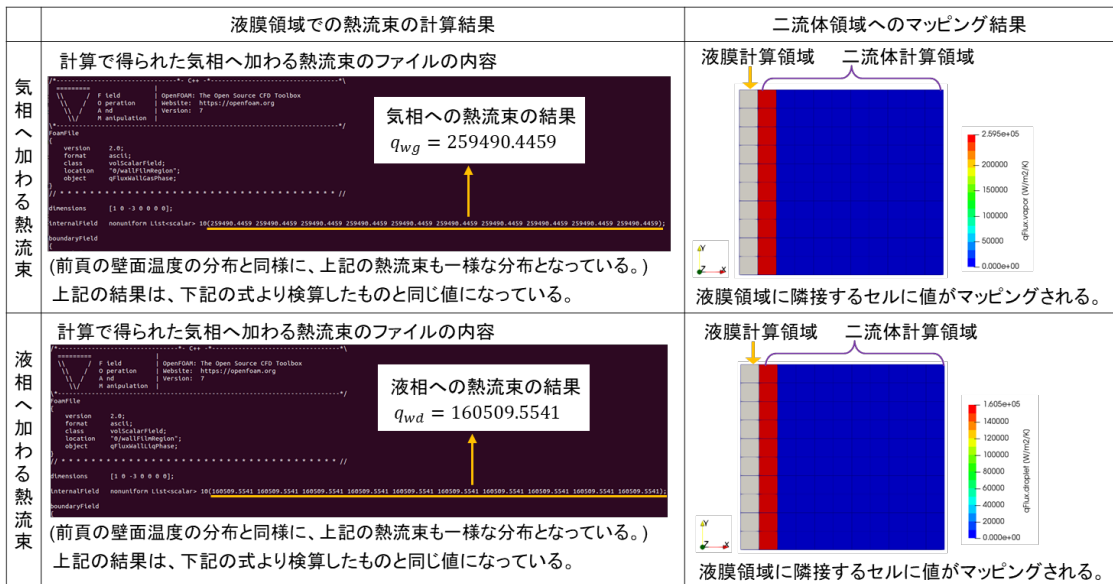 液膜領域での熱流束の計算結果
二流体領域へのマッピング結果
気相へ加わる熱流束
計算で得られた気相へ加わる熱流束のファイルの内容
/*--------------------------------*- C++ -*----------------------------------*\
=========                 |
\\      /  F ield         | OpenFOAM: The Open Source CFD Toolbox
\\    /   O peration     | Website:  https://openfoam.org
\\  /    A nd           | Version:  7
\\/     M anipulation  |
\*---------------------------------------------------------------------------*/
FoamFile
{
version     2.0;
format      ascii;
class       volScalarField;
location    "0/wallFilmRegion";
object      qFluxWallGasPhase;
}
// * * * * * * * * * * * * * * * * * * * * * * * * * * * * * * * * * * * * * //
dimensions      [1 0 -3 0 0 0 0];
internalField   nonuniform List<scalar> 10(259490.4459 259490.4459 259490.4459 259490.4459 259490.4459 259490.4459 259490.4459 259490.4459 259490.4459 259490.4459);
boundaryField
{
気相への熱流束の結果
q_{wg} = 259490.4459
(前頁の壁面温度の分布と同様に、上記の熱流束も一様な分布となっている。)
上記の結果は、下記の式より検算したものと同じ値になっている。
液膜計算領域
二流体計算領域
2.595e+05
200000
150000
100000
50000
0.000e+00
qFlux.vapor (W/m2/K)
Y
Z
X
液膜領域に隣接するセルに値がマッピングされる。
液相へ加わる熱流束
計算で得られた気相へ加わる熱流束のファイルの内容
/*--------------------------------*- C++ -*----------------------------------*\
=========                 |
\\      /  F ield         | OpenFOAM: The Open Source CFD Toolbox
\\    /   O peration     | Website:  https://openfoam.org
\\  /    A nd           | Version:  7
\\/     M anipulation  |
\*---------------------------------------------------------------------------*/
FoamFile
{
version     2.0;
format      ascii;
class       volScalarField;
location    "0/wallFilmRegion";
object      qFluxWallLiqPhase;
}
// * * * * * * * * * * * * * * * * * * * * * * * * * * * * * * * * * * * * * //
dimensions      [1 0 -3 0 0 0 0];
internalField   nonuniform List<scalar> 10(160509.5541 160509.5541 160509.5541 160509.5541 160509.5541 160509.5541 160509.5541 160509.5541 160509.5541 160509.5541);
boundaryField
{
液相への熱流束の結果
q_{wd} = 160509.5541
(前頁の壁面温度の分布と同様に、上記の熱流束も一様な分布となっている。)
上記の結果は、下記の式より検算したものと同じ値になっている。
液膜計算領域
二流体計算領域
1.605e+05
140000
120000
100000
80000
60000
40000
20000
0.000e+00
qFlux.droplet (W/m2/K)
Y
Z
X
液膜領域に隣接するセルに値がマッピングされる。